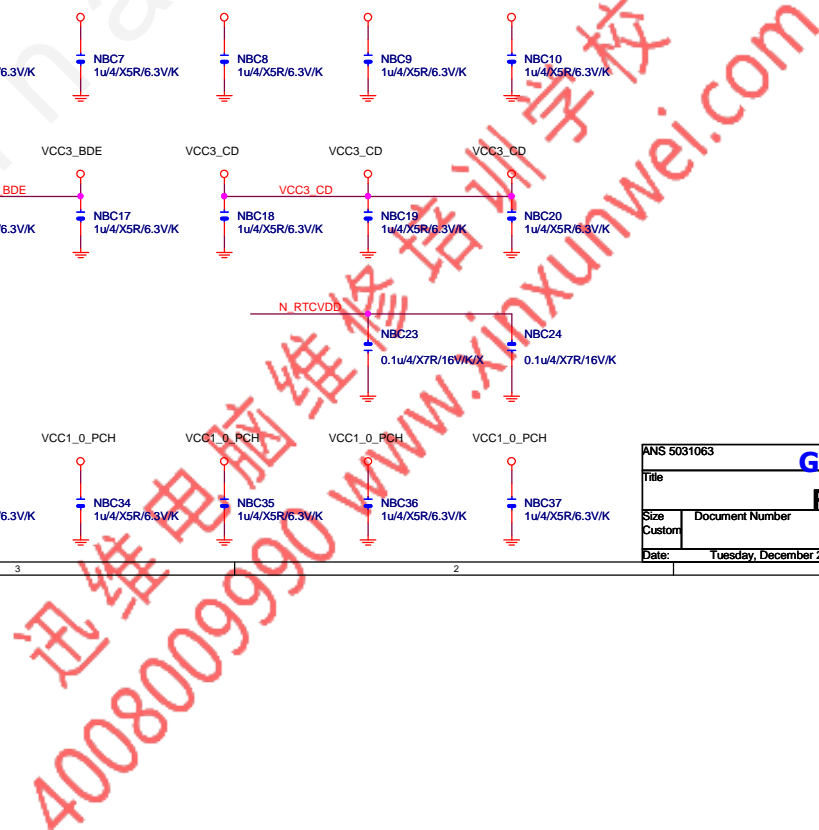 NBC7 NBC8 NBC9 NBC10
6.3V/K 1u/4/X5R/6.3V/K 1u/4/X5R/6.3V/K 1u/4/X5R/6.3V/K 1u/4/X5R/6.3V/K
VCC3_BDE VCC3_CD VCC3_CD VCC3_CD
BDE VCC3_CD
NBC17 NBC18 NBC19 NBC20
6.3V/K 1u/4/X5R/6.3V/K 1u/4/X5R/6.3V/K 1u/4/X5R/6.3V/K 1u/4/X5R/6.3V/K
N_RTCVDD
NBC23 NBC24
0.1u/4/X7R/16V/K/X 0.1u/4/X7R/16V/K
VCC1_0_PCH VCC1_0_PCH VCC1_0_PCH VCC1_0_PCH
NBC34 NBC35 NBC36 NBC37
6.3V/K 1u/4/X5R/6.3V/K 1u/4/X5R/6.3V/K 1u/4/X5R/6.3V/K 1u/4/X5R/6.3V/K
ANS 5031063
G
Title
Size Document Number
Custom
Date: Tuesday, December 2
3 2
迅维电脑维修培训学校
4008009990 www.xinxunwei.com